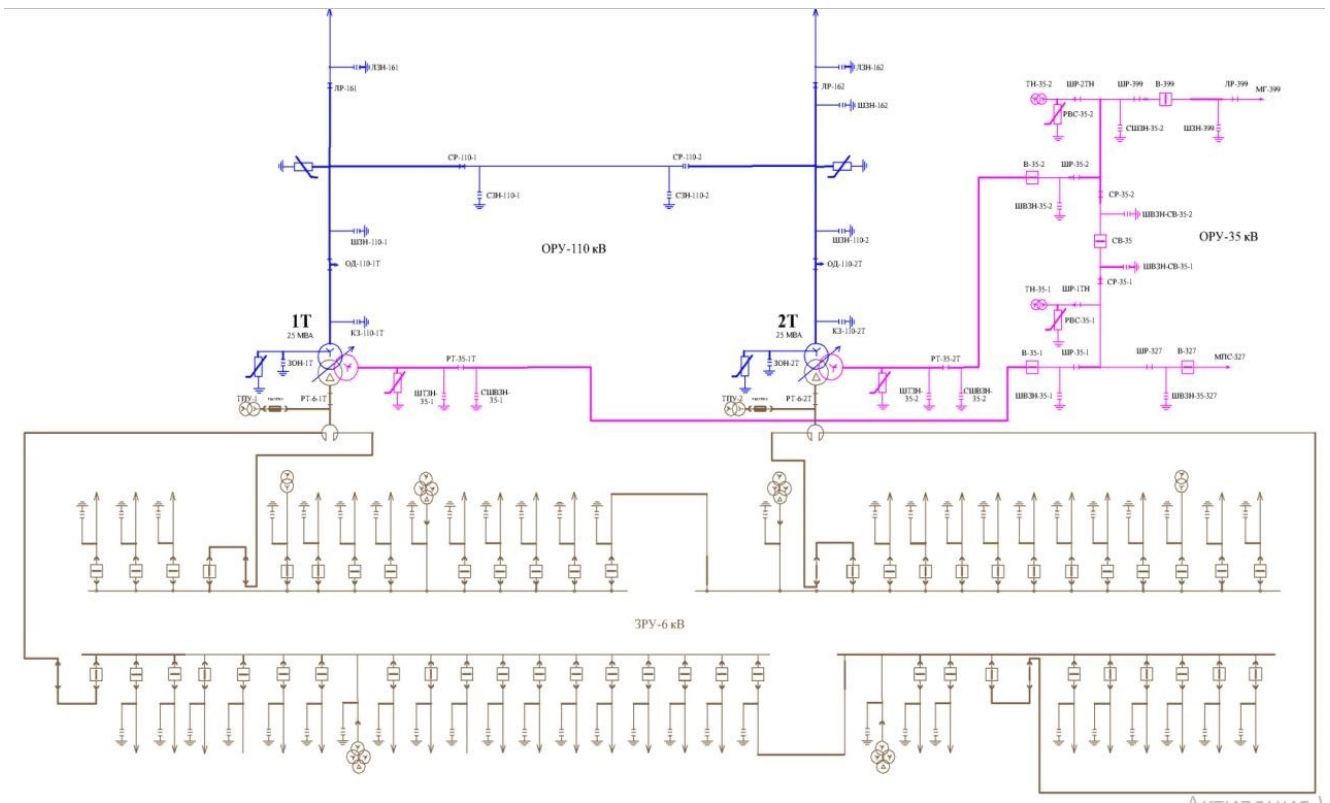 ЛЗН-161
ЛЗН-162
ЛР-161
ЛР-162
ШЗН-162
ТН-35-2
ШР-2ТН
ШР-399
В-399
ЛР-399
МГ-399
РВС-35-2
СШЗН-35-2
ШЗН-399
СР-110-1
СР-110-2
СЗН-110-1
СЗН-110-2
В-35-2
ШР-35-2
СР-35-2
ШВЗН-35-2
ШВЗН-СВ-35-2
ШЗН-110-1
ШЗН-110-2
ОРУ-110 кВ
СВ-35
ОРУ-35 кВ
ОД-110-1Т
ОД-110-2Т
ШВЗН-СВ-35-1
СР-35-1
ТН-35-1
ШР-1ТН
РВС-35-1
1Т
25 МВА
2Т
25 МВА
КЗ-110-1Т
КЗ-110-2Т
ЗОН-1Т
ЗОН-2Т
РТ-35-1Т
РТ-35-2Т
В-35-1
ШР-35-1
ШР-327
В-327
МПС-327
ШТЗН-
35-1
СШВЗН-
35-1
ШТЗН-
35-2
СШВЗН-
35-2
ШВЗН-35-1
ШВЗН-35-327
ТПУ-1
РТ-6-1Т
ТПУ-2
РТ-6-2Т
ЗРУ-6 кВ